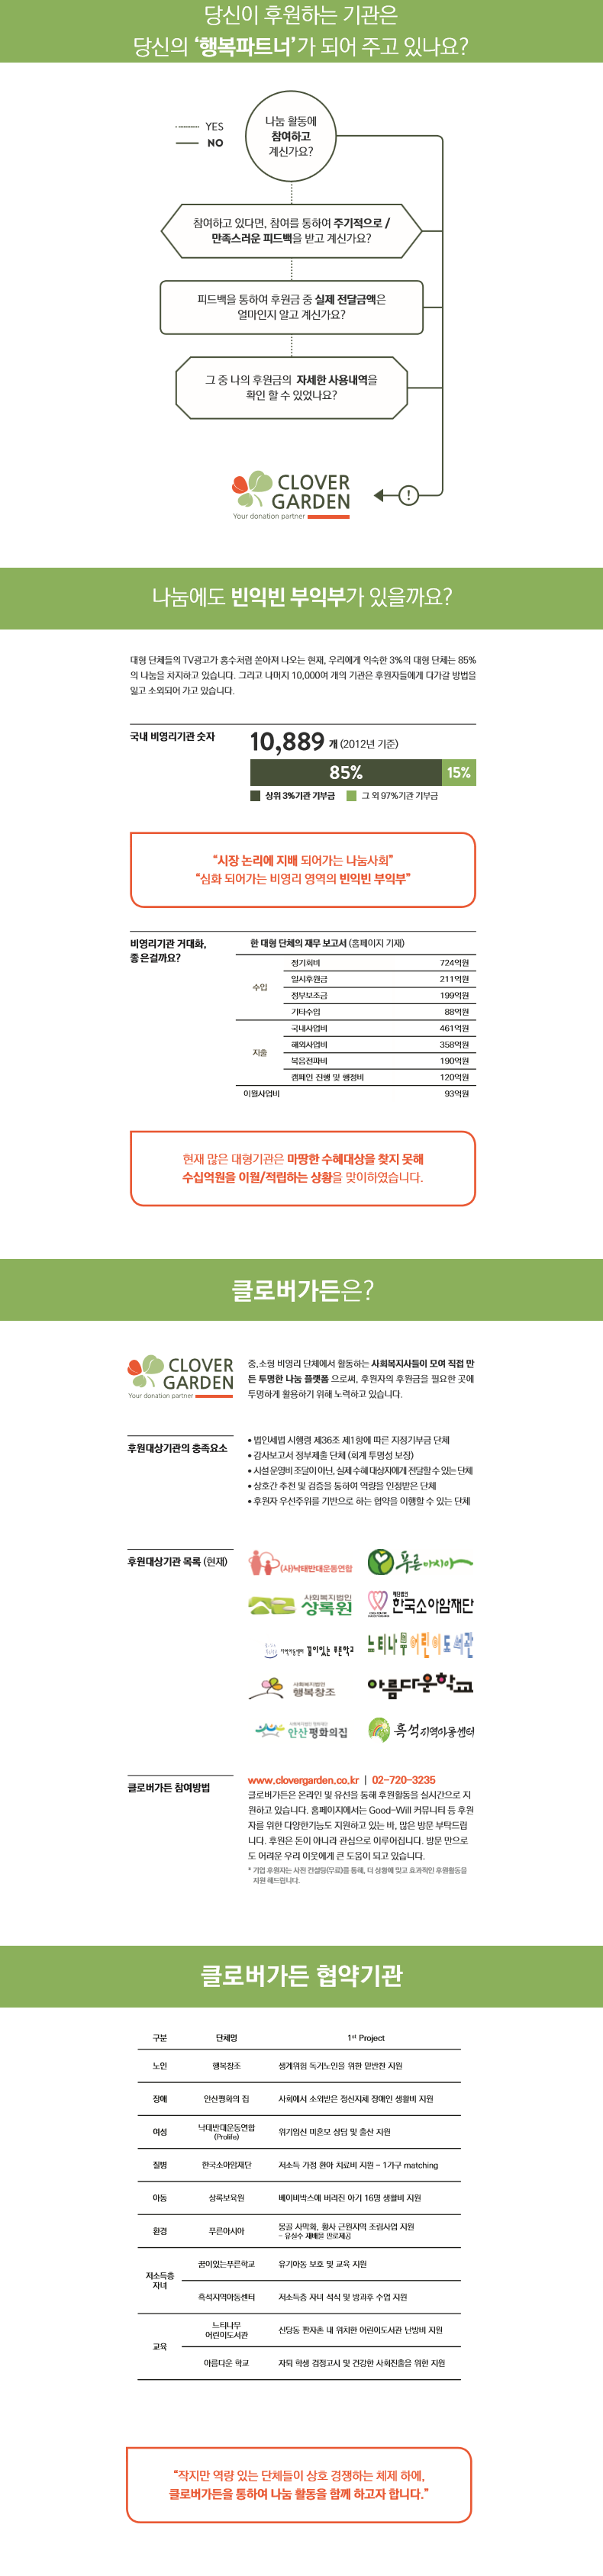 당신이 후원하는 기관은
당신의 ‘행복파트너’가 되어 주고 있나요?
YES
NO
나눔 활동에
참여하고
계신가요?
참여하고 있다면, 참여를 통하여 주기적으로 /
만족스러운 피드백을 받고 계신가요?
피드백을 통하여 후원금 중 실제 전달금액은
얼마인지 알고 계신가요?
그 중 나의 후원금의 자세한 사용내역을
확인 할 수 있었나요?
CLOVER
GARDEN
Your donation partner
!
나눔에도 빈익빈 부익부가 있을까요?
대형 단체들의 TV광고가 홍수처럼 쏟아져 나오는 현재, 우리에게 익숙한 3%의 대형 단체는 85%
의 나눔을 차지하고 있습니다. 그리고 나머지 10,000여 개의 기관은 후원자들에게 다가갈 방법을
잃고 소외되어 가고 있습니다.
국내 비영리기관 숫자
10,889 개 (2012년 기준)
85%
15%
상위 3%기관 기부금
그 외 97%기관 기부금
“시장 논리에 지배 되어가는 나눔사회”
“심화 되어가는 비영리 영역의 빈익빈 부익부”
비영리기관 거대화,
좋은걸까요?
한 대형 단체의 재무 보고서 (홈페이지 기재)
수입
정기회비 724억원
일시후원금 211억원
정부보조금 199억원
기타수입 88억원
지출
국내사업비 461억원
해외사업비 358억원
복음전파비 190억원
캠페인 진행 및 행정비 120억원
이월사업비 93억원
현재 많은 대형기관은 마땅한 수혜대상을 찾지 못해
수십억원을 이월/적립하는 상황을 맞이하였습니다.
클로버가든은?
CLOVER
GARDEN
Your donation partner
중,소형 비영리 단체에서 활동하는 사회복지사들이 모여 직접 만
든 투명한 나눔 플랫폼 으로써, 후원자의 후원금을 필요한 곳에
투명하게 활용하기 위해 노력하고 있습니다.
후원대상기관의 충족요소
• 법인세법 시행령 제36조 제1항에 따른 지정기부금 단체
• 감사보고서 정부제출 단체 (회계 투명성 보장)
• 시설 운영비 조달이 아닌, 실제 수혜 대상자에게 전달할 수 있는 단체
• 상호간 추천 및 검증을 통하여 역량을 인정받은 단체
• 후원자 우선주위를 기반으로 하는 협약을 이행할 수 있는 단체
후원대상기관 목록 (현재)
(사)낙태반대운동연합
푸른아시아
사회복지법인
상록원
재단법인
한국소아암재단
지역아동센터 꿈이있는 푸른학교
느티나무어린이도서관
사회복지법인
행복창조
아름다운학교
안산평화의집
흑석지역아동센터
클로버가든 참여방법
www.clovergarden.co.kr | 02-720-3235
클로버가든은 온라인 및 유선을 통해 후원활동을 실시간으로 지
원하고 있습니다. 홈페이지에서는 Good-Will 커뮤니티 등 후원
자를 위한 다양한기능도 지원하고 있는 바, 많은 방문 부탁드립
니다. 후원은 돈이 아니라 관심으로 이루어집니다. 방문 만으로
도 어려운 우리 이웃에게 큰 도움이 되고 있습니다.
* 기업 후원자는 사전 컨설팅(무료)를 통해, 더 상황에 맞고 효과적인 후원활동을
지원 해드립니다.
클로버가든 협약기관
구분 단체명 1st Project
노인 행복창조 생계위험 독거노인을 위한 밑반찬 지원
장애 안산평화의 집 사회에서 소외받은 정신지체 장애인 생활비 지원
여성 낙태반대운동연합 위기임신 미혼모 상담 및 출산 지원
(Prolife)
질병 한국소아암재단 저소득 가정 환아 치료비 지원 – 1가구 matching
아동 상록보육원 베이비박스에 버려진 아기 16명 생활비 지원
환경 푸른아시아 몽골 사막화, 황사 근원지역 조림사업 지원
- 유실수 재배물 판로제공
저소득층
자녀
꿈이있는푸른학교 유기아동 보호 및 교육 지원
흑석지역아동센터 저소득층 자녀 석식 및 방과후 수업 지원
교육
느티나무
어린이도서관 신당동 판자촌 내 위치한 어린이도서관 난방비 지원
아름다운 학교 자퇴 학생 검정고시 및 건강한 사회진출을 위한 지원
“작지만 역량 있는 단체들이 상호 경쟁하는 체제 하에,
클로버가든을 통하여 나눔 활동을 함께 하고자 합니다.”